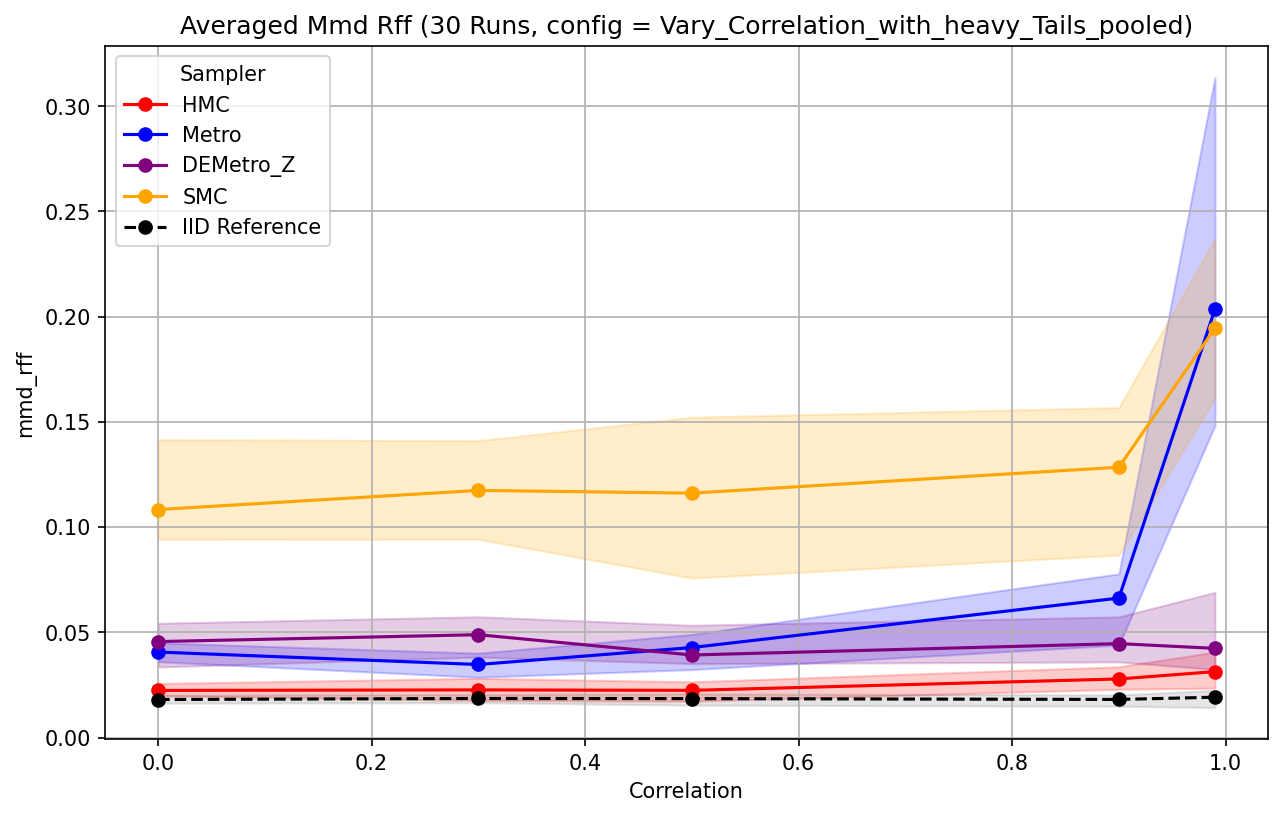 Averaged Mmd Rff (30 Runs, config = Vary_Correlation_with_heavy_Tails_pooled)
Sampler
HMC
Metro
DEMetro_Z
SMC
IID Reference
mmd_rff
0.30
0.25
0.20
0.15
0.10
0.05
0.00
0.0 0.2 0.4 0.6 0.8 1.0
Correlation